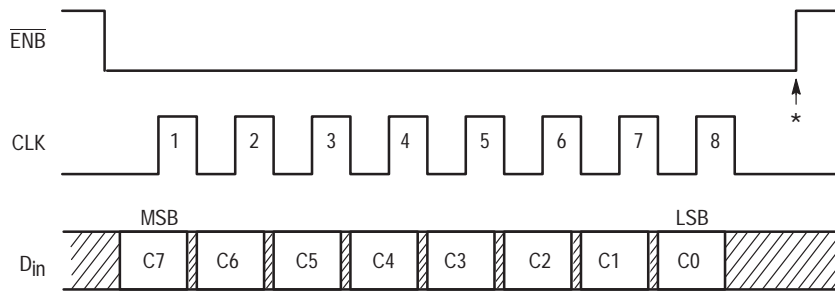 ENB
*
CLK 1 2 3 4 5 6 7 8
MSB LSB
Din C7 C6 C5 C4 C3 C2 C1 C0